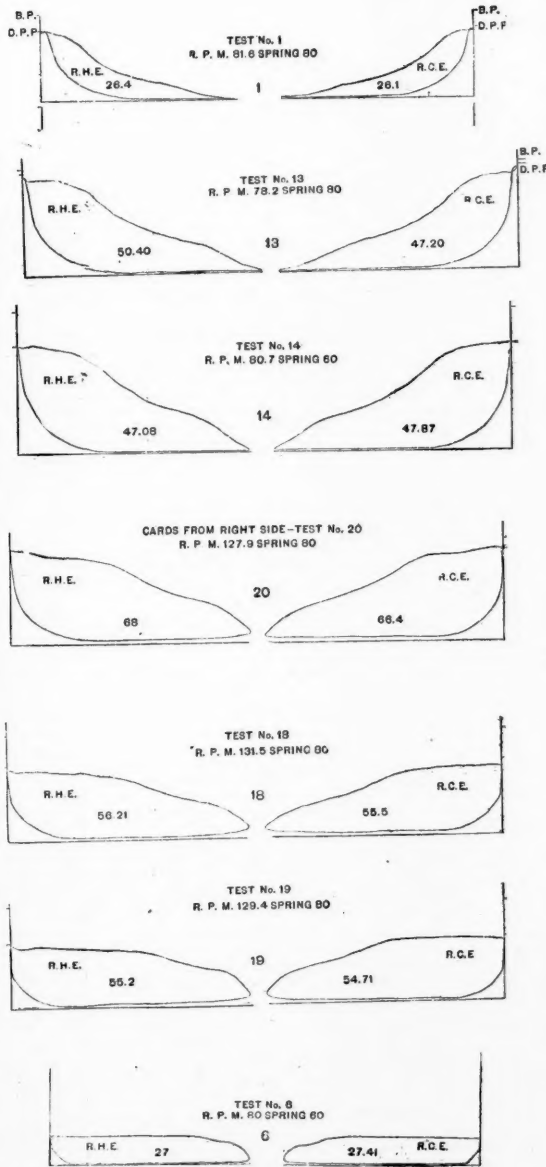 B.P.
D.P.P
TEST No. 1
R. P. M. 81.6 SPRING 80
B.P.
D.P.P
R.H.E.
26.4
1
R.C.E.
26.1
TEST No. 13
R. P M. 78.2 SPRING 80
B.P.
D.P.P
R.H.E.
50.40
13
R.C.E.
47.20
TEST No. 14
R. P. M. 80.7 SPRING 60
R.H.E.
47.08
14
R.C.E.
47.87
CARDS FROM RIGHT SIDE-TEST No. 20
R. P M. 127.9 SPRING 80
R.H.E.
68
20
R.C.E.
66.4
TEST No. 18
R. P. M. 131.5 SPRING 80
R.H.E.
56.21
18
R.C.E.
55.5
TEST No. 19
R. P. M. 129.4 SPRING 80
R.H.E.
55.2
19
R.C.E
54.71
TEST No. 6
R. P. M. 80 SPRING 60
R.H.E.
27
6
27.41
R.C.E.